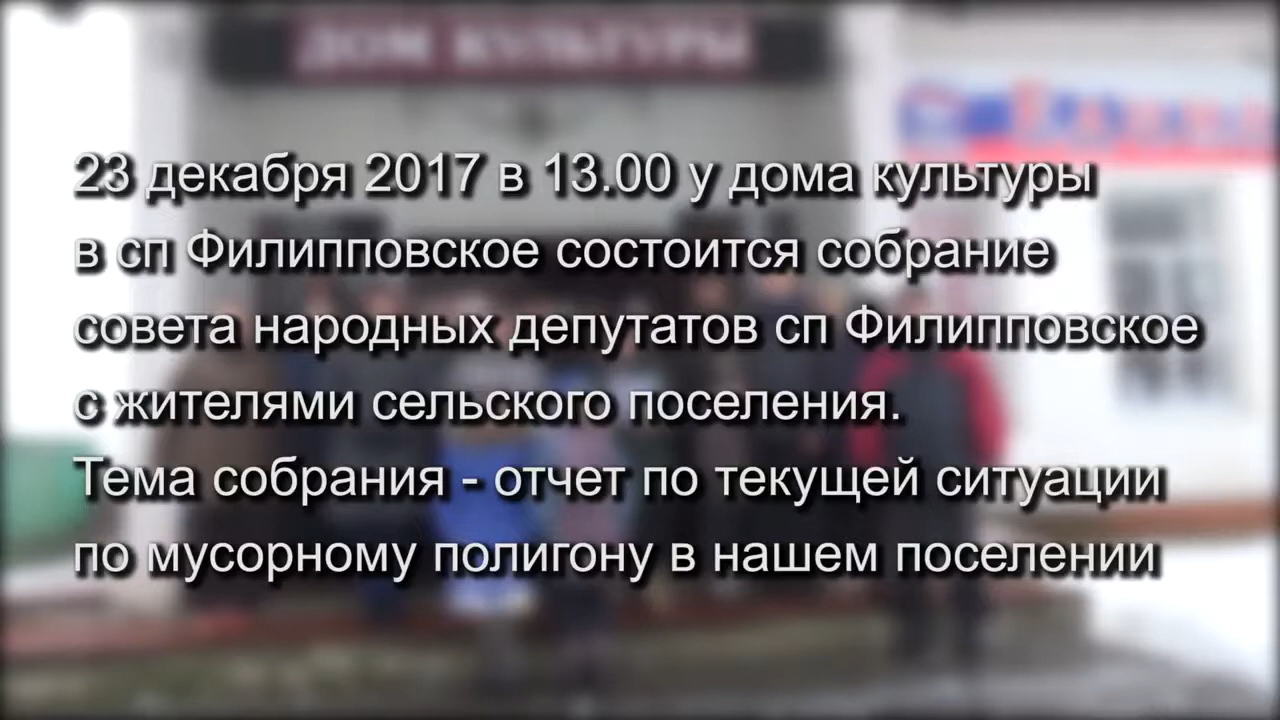 ДОМ КУЛЬТУРЫ
23 декабря 2017 в 13.00 у дома культуры
в сп Филипповское состоится собрание
совета народных депутатов сп Филипповское
с жителями сельского поселения.
Тема собрания - отчет по текущей ситуации
по мусорному полигону в нашем поселении